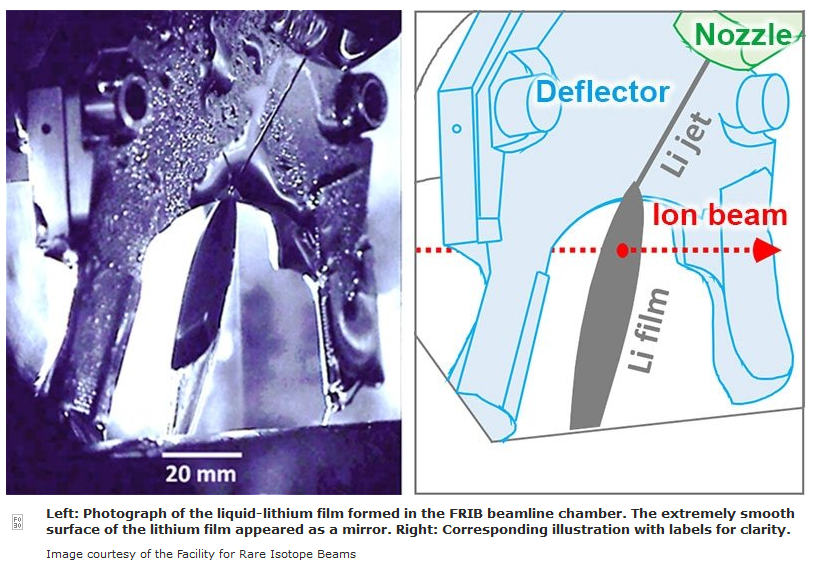 Nozzle
Deflector
Li jet
Ion beam
Li film
20 mm
Left: Photograph of the liquid-lithium film formed in the FRIB beamline chamber. The extremely smooth
surface of the lithium film appeared as a mirror. Right: Corresponding illustration with labels for clarity.
Image courtesy of the Facility for Rare Isotope Beams